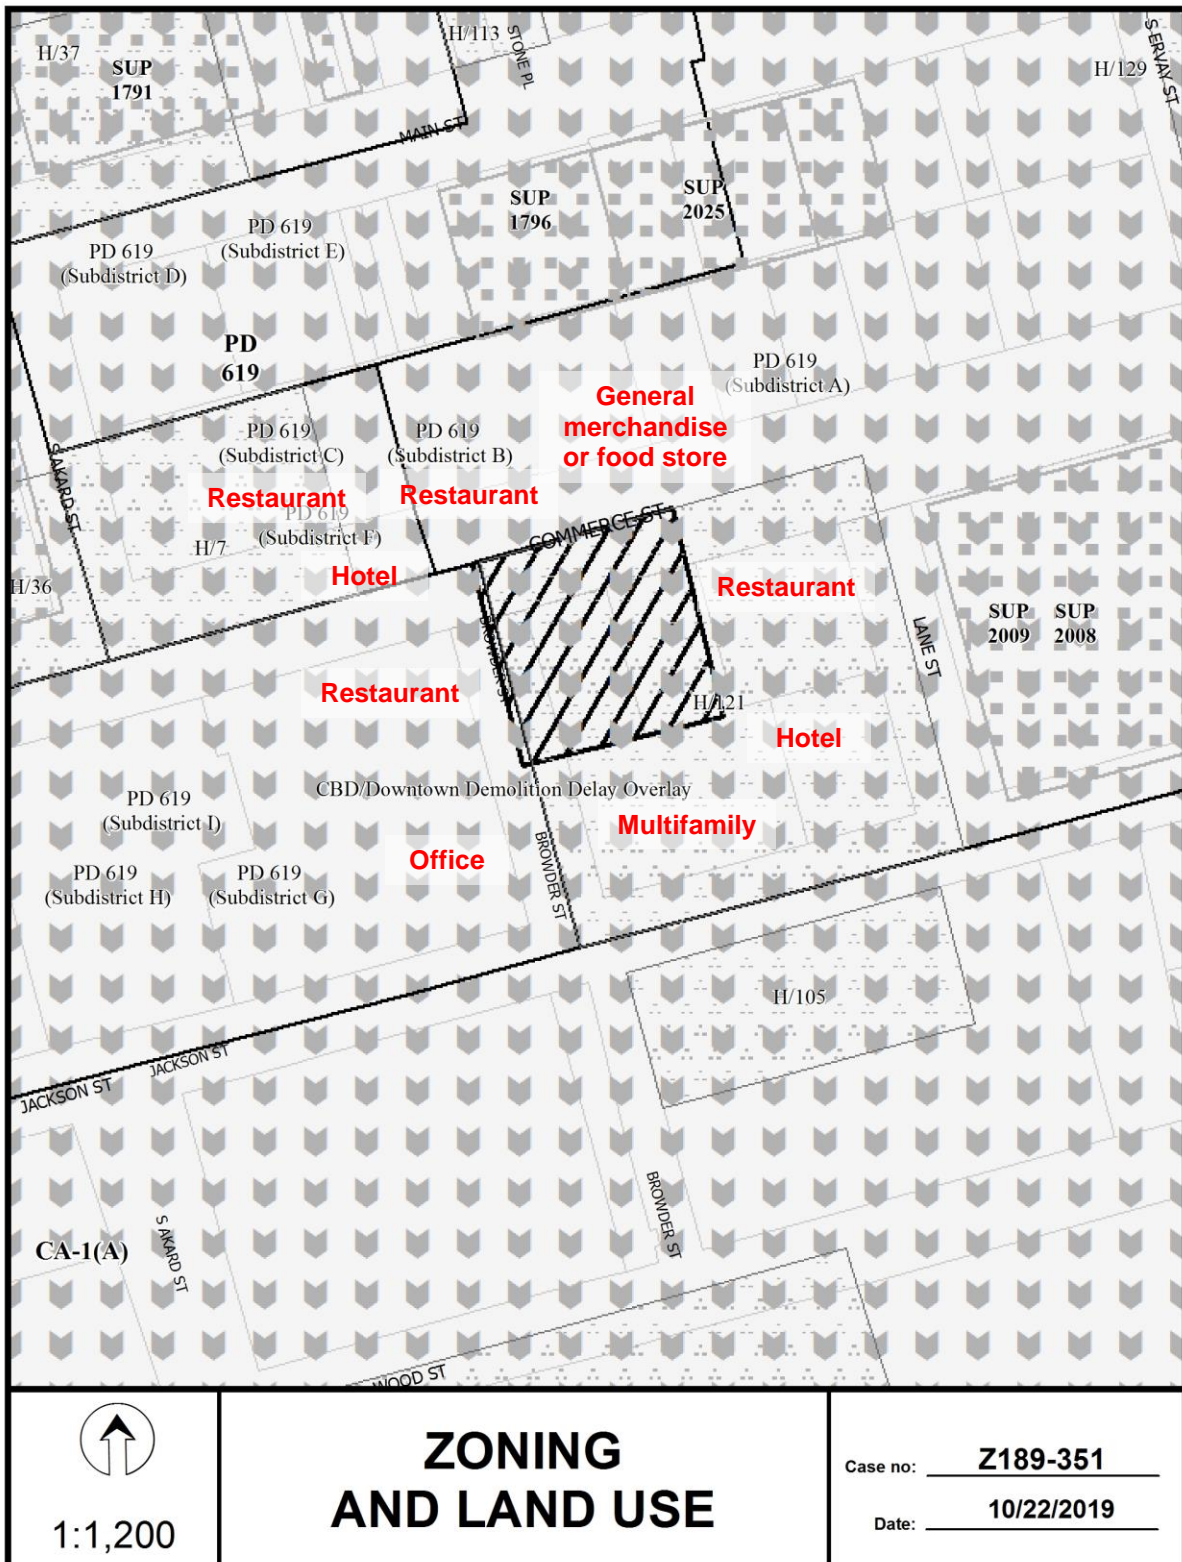 H/37
SUP
1791
H/113
STONE PL
S ERVAY ST
H/129
MAIN ST
SUP
1796
SUP
2025
PD 619
(Subdistrict D)
PD 619
(Subdistrict E)
PD
619
PD 619
(Subdistrict A)
General
merchandise
or food store
PD 619
(Subdistrict C)
PD 619
(Subdistrict B)
S AKARD ST
Restaurant
Restaurant
PD 619
(Subdistrict F)
H/7
COMMERCE ST
H/36
Hotel
Restaurant
SUP
2009
SUP
2008
BROWDER ST
LANE ST
Restaurant
H/121
Hotel
CBD/Downtown Demolition Delay Overlay
PD 619
(Subdistrict I)
Multifamily
Office
PD 619
(Subdistrict H)
PD 619
(Subdistrict G)
BROWDER ST
H/105
JACKSON ST
JACKSON ST
BROWDER ST
S AKARD ST
CA-1(A)
WOOD ST
1:1,200
ZONING
AND LAND USE
Case no: Z189-351
Date: 10/22/2019